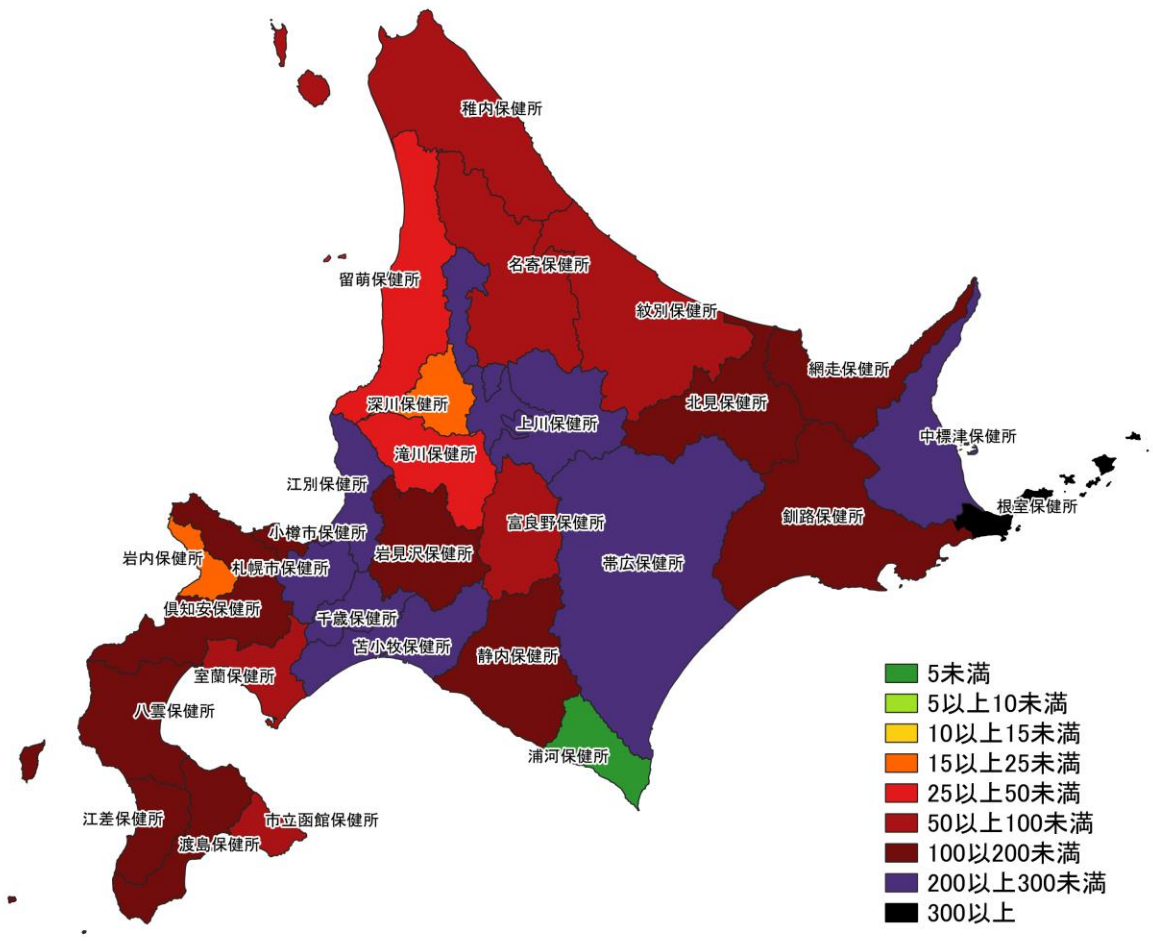 稚内保健所
名寄保健所
留萌保健所
紋別保健所
網走保健所
北見保健所
深川保健所
上川保健所
中標津保健所
滝川保健所
江別保健所
根室保健所
釧路保健所
富良野保健所
小樽市保健所
岩見沢保健所
岩内保健所
札幌市保健所
帯広保健所
倶知安保健所
千歳保健所
苫小牧保健所
静内保健所
室蘭保健所
八雲保健所
浦河保健所
江差保健所
市立函館保健所
渡島保健所
5未満
5以上10未満
10以上15未満
15以上25未満
25以上50未満
50以上100未満
100以200未満
200以上300未満
300以上